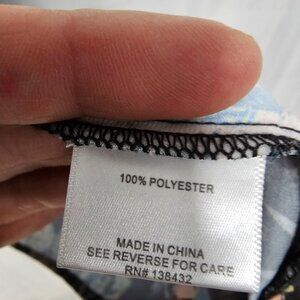 100% POLYESTER
MADE IN CHINA
SEE REVERSE FOR CARE
RN# 138432